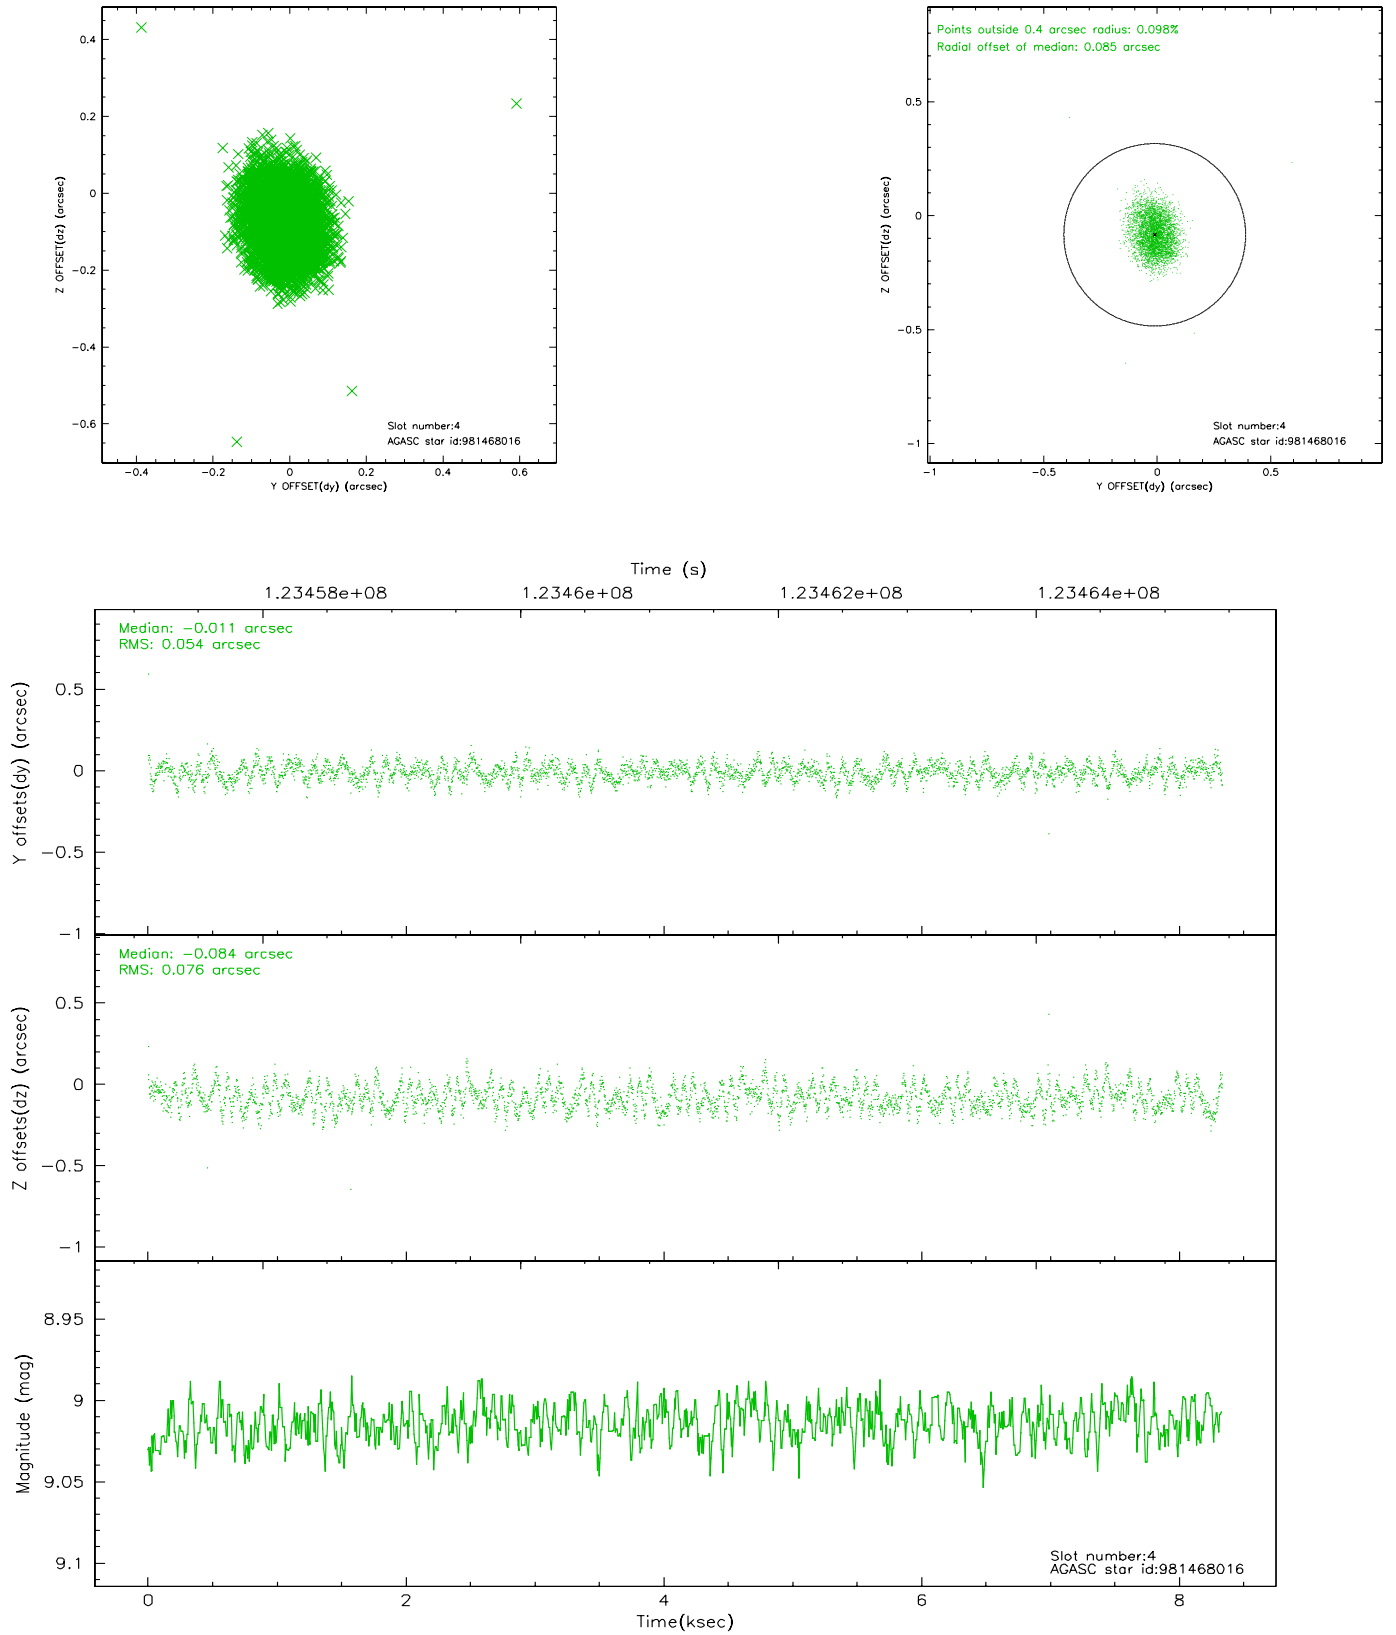 0.4
0.2
0
−0.2
−0.4
−0.6
Z OFFSET(dz) (arcsec)
Slot number:4
AGASC star id:981468016
−0.4
−0.2
0
0.2
0.4
0.6
Y OFFSET(dy) (arcsec)
Points outside 0.4 arcsec radius: 0.098%
Radial offset of median: 0.085 arcsec
0.5
0
−0.5
−1
Z OFFSET(dz) (arcsec)
Slot number:4
AGASC star id:981468016
−1
−0.5
0
0.5
Y OFFSET(dy) (arcsec)
Time (s)
1.23458e+08
1.2346e+08
1.23462e+08
1.23464e+08
Median: −0.011 arcsec
RMS: 0.054 arcsec
0.5
0
−0.5
−1
Y offsets(dy) (arcsec)
Median: −0.084 arcsec
RMS: 0.076 arcsec
0.5
0
−0.5
−1
Z offsets(dz) (arcsec)
8.95
9
9.05
9.1
Magnitude (mag)
Slot number:4
AGASC star id:981468016
0
2
4
6
8
Time(ksec)